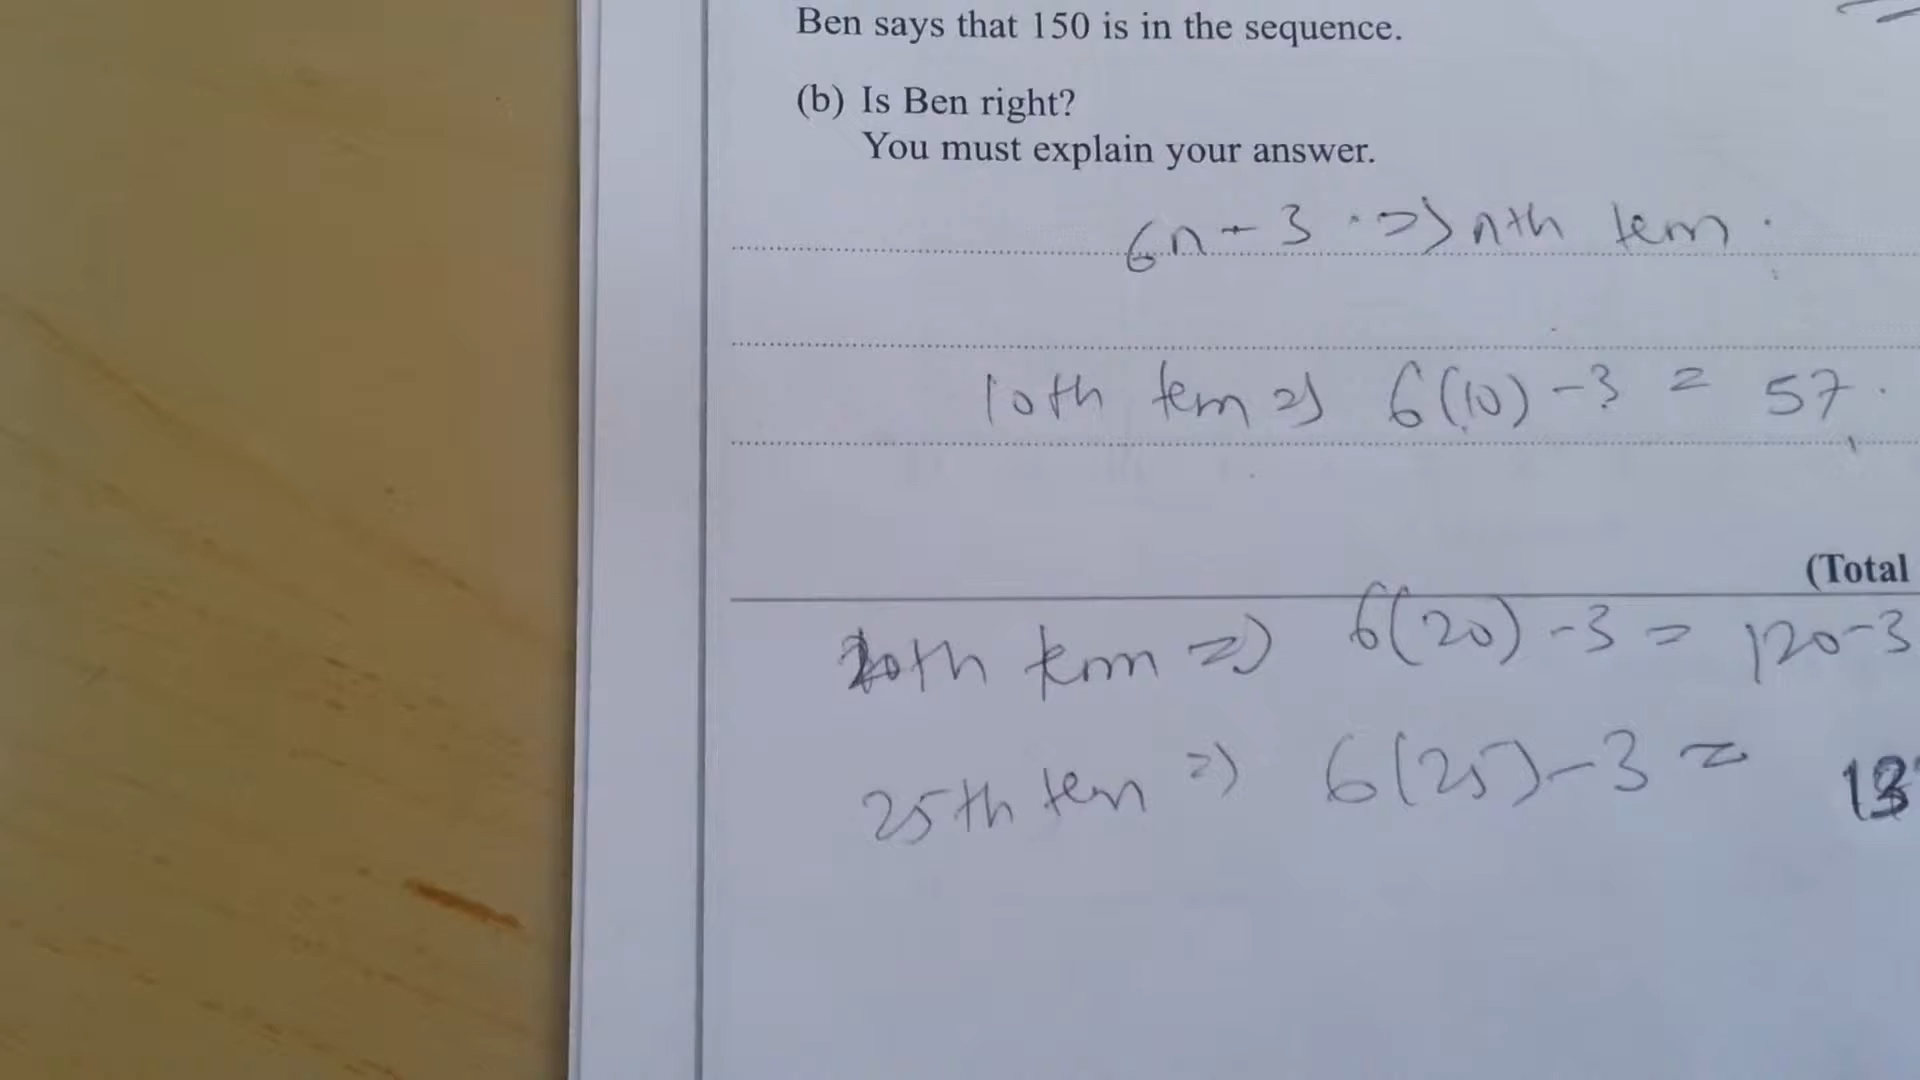 Ben says that 150 is in the sequence.
(b) Is Ben right?
You must explain your answer.
6n - 3 => nth term.
10th term => 6(10) - 3 = 57.
(Total
20th term => 6(20) - 3 = 120-3
25th term => 6(25) - 3 =